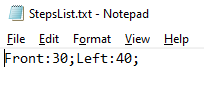 StepsList.txt - Notepad
File Edit Format View Help
Front:30;Left:40;